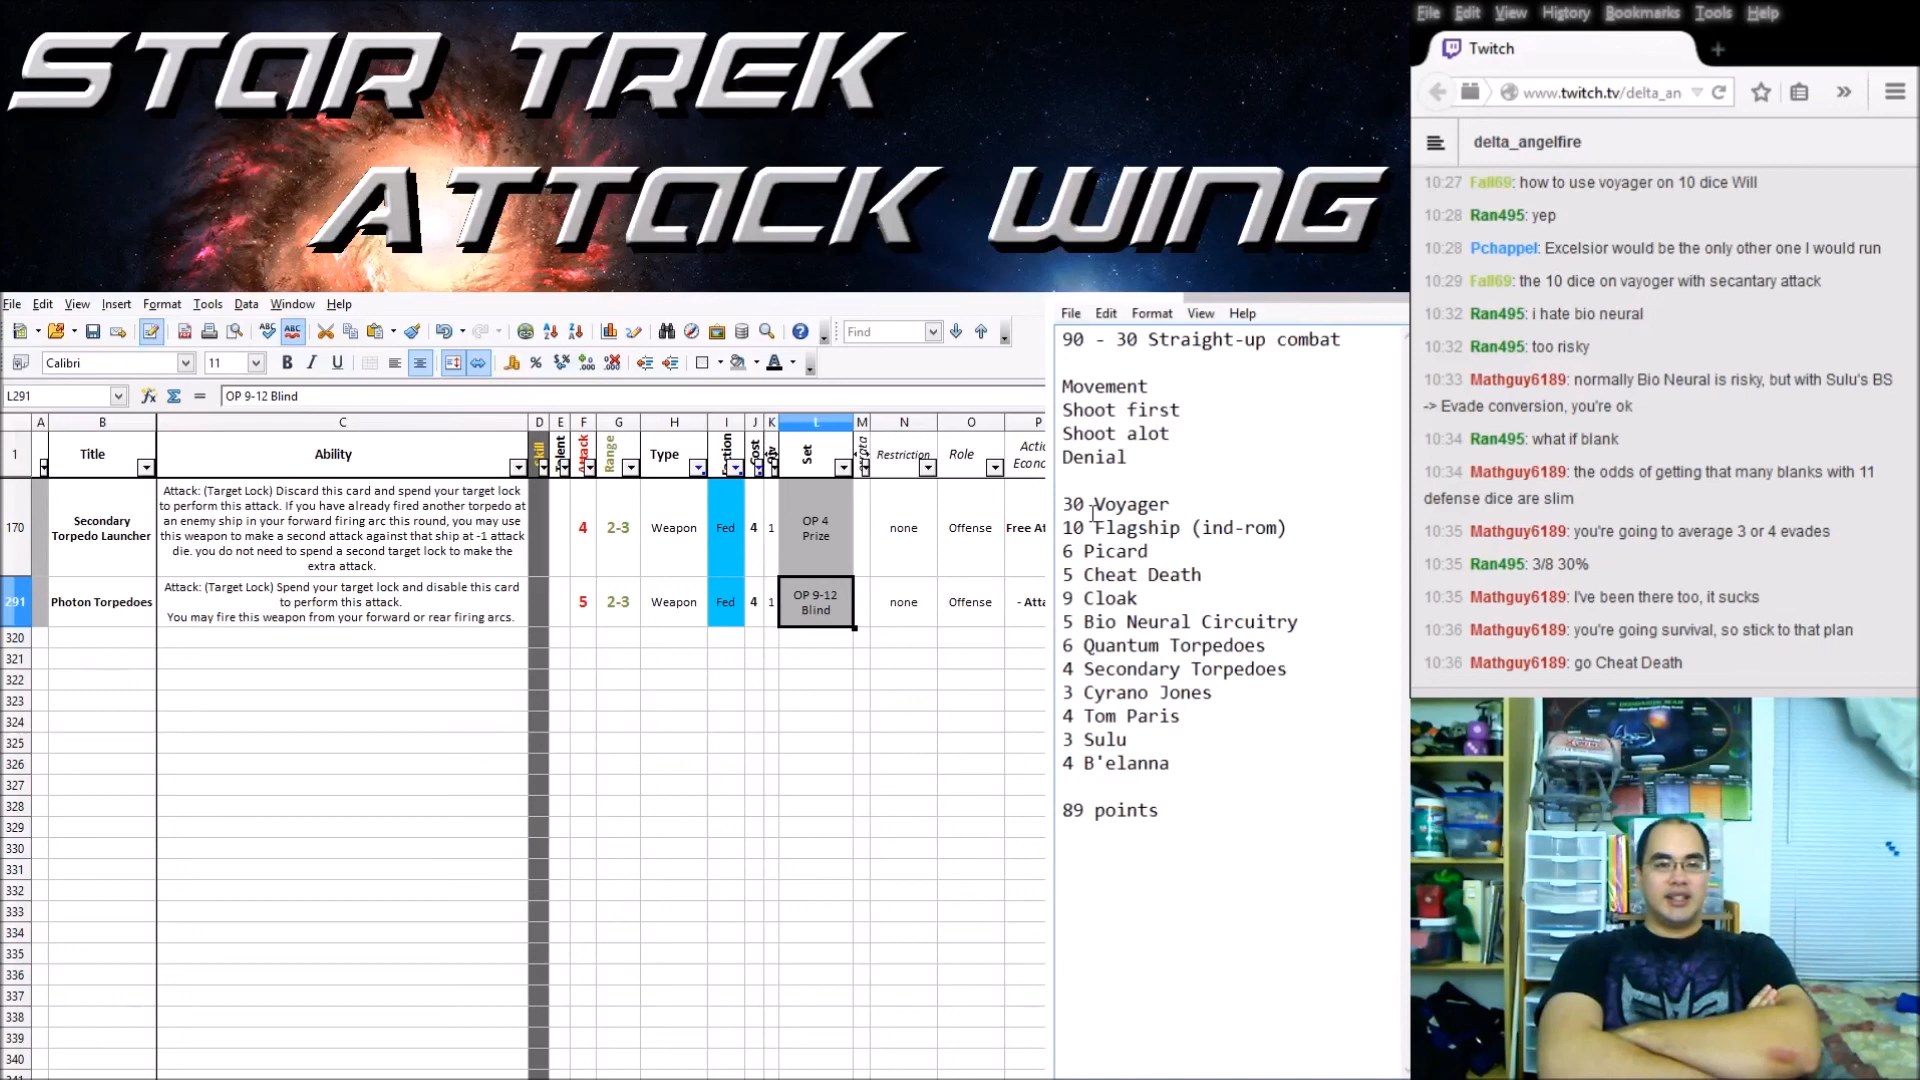 STAR TREK
ATTACK WING
File Edit View Insert Format Tools Data Window Help
Find
Calibri
11
L291
OP 9-12 Blind
A B C D E F G H I J K L M N O P
1 Title Ability Skill Talent Attack Range Type Cost Set Restriction Role
170
Secondary
Torpedo Launcher
Attack: (Target Lock) Discard this card and spend your target lock
to perform this attack. If you have already fired another torpedo at
an enemy ship in your forward firing arc this round, you may use
this weapon to make a second attack against that ship at -1 attack
die. you do not need to spend a second target lock to make the
extra attack.
4 2-3 Weapon Fed 4 1
OP 4
Prize
none Offense Free At
291
Photon Torpedoes
Attack: (Target Lock) Spend your target lock and disable this card
to perform this attack.
You may fire this weapon from your forward or rear firing arcs.
5 2-3 Weapon Fed 4 1
OP 9-12
Blind
none Offense - Atta
320
321
322
323
324
325
326
327
328
329
330
331
332
333
334
335
336
337
338
339
340
File Edit Format View Help
90 - 30 Straight-up combat
Movement
Shoot first
Shoot alot
Denial
30 Voyager
10 Flagship (ind-rom)
6 Picard
5 Cheat Death
9 Cloak
5 Bio Neural Circuitry
6 Quantum Torpedoes
4 Secondary Torpedoes
3 Cyrano Jones
4 Tom Paris
3 Sulu
4 B'elanna
89 points
File Edit View History Bookmarks Tools Help
Twitch
www.twitch.tv/delta_an
delta_angelfire
10:27 Fall69: how to use voyager on 10 dice Will
10:28 Ran495: yep
10:28 Pchappel: Excelsior would be the only other one I would run
10:29 Fall69: the 10 dice on vayoger with secantary attack
10:32 Ran495: i hate bio neural
10:32 Ran495: too risky
10:33 Mathguy6189: normally Bio Neural is risky, but with Sulu's BS
-> Evade conversion, you're ok
10:34 Ran495: what if blank
10:34 Mathguy6189: the odds of getting that many blanks with 11
defense dice are slim
10:35 Mathguy6189: you're going to average 3 or 4 evades
10:35 Ran495: 3/8 30%
10:35 Mathguy6189: I've been there too, it sucks
10:36 Mathguy6189: you're going survival, so stick to that plan
10:36 Mathguy6189: go Cheat Death